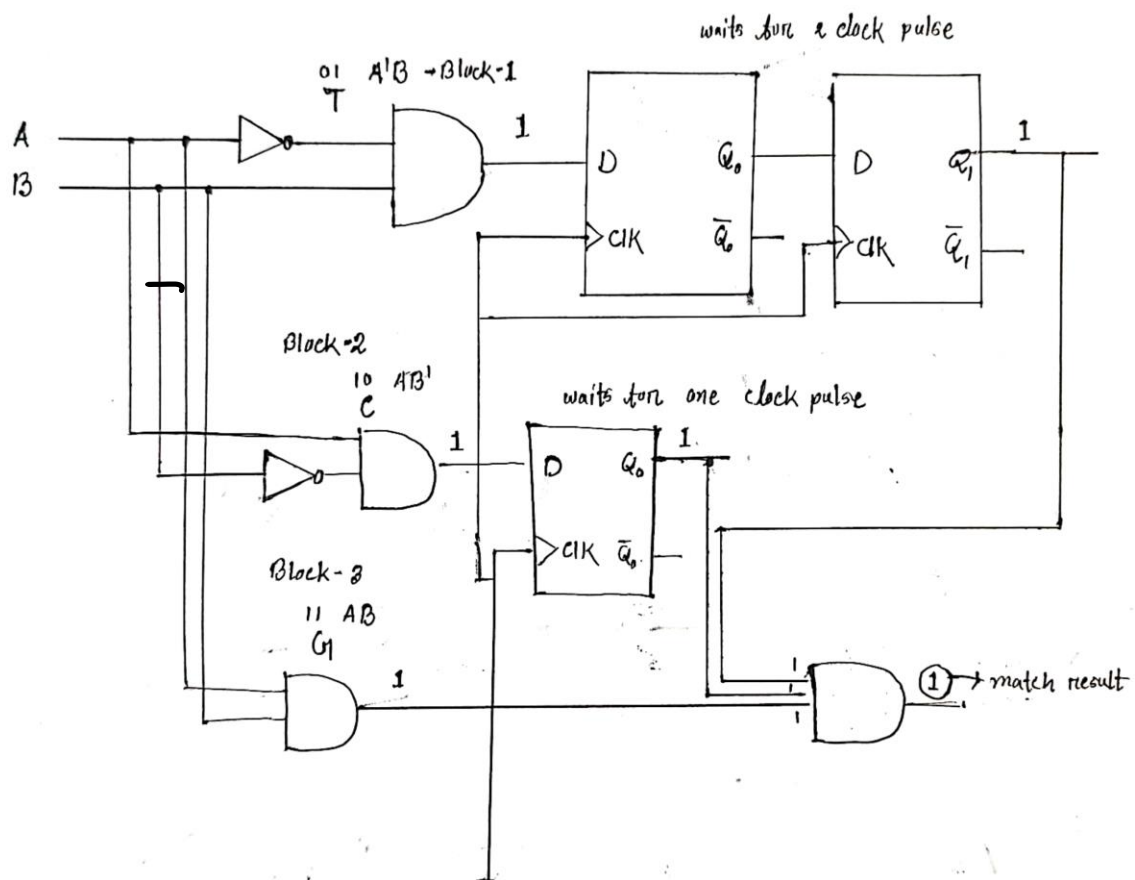 waits for 2 clock pulse
01 A'B → Block-1
T
A
B
1
D Q₀
CLK Q̅₀
D Q₁
CLK Q̅₁
1
Block-2
10 AB'
C
1
waits for one clock pulse
D Q₀
CLK Q̅₀
1
Block-3
11 AB
G
1
1
1
1
1 → match result